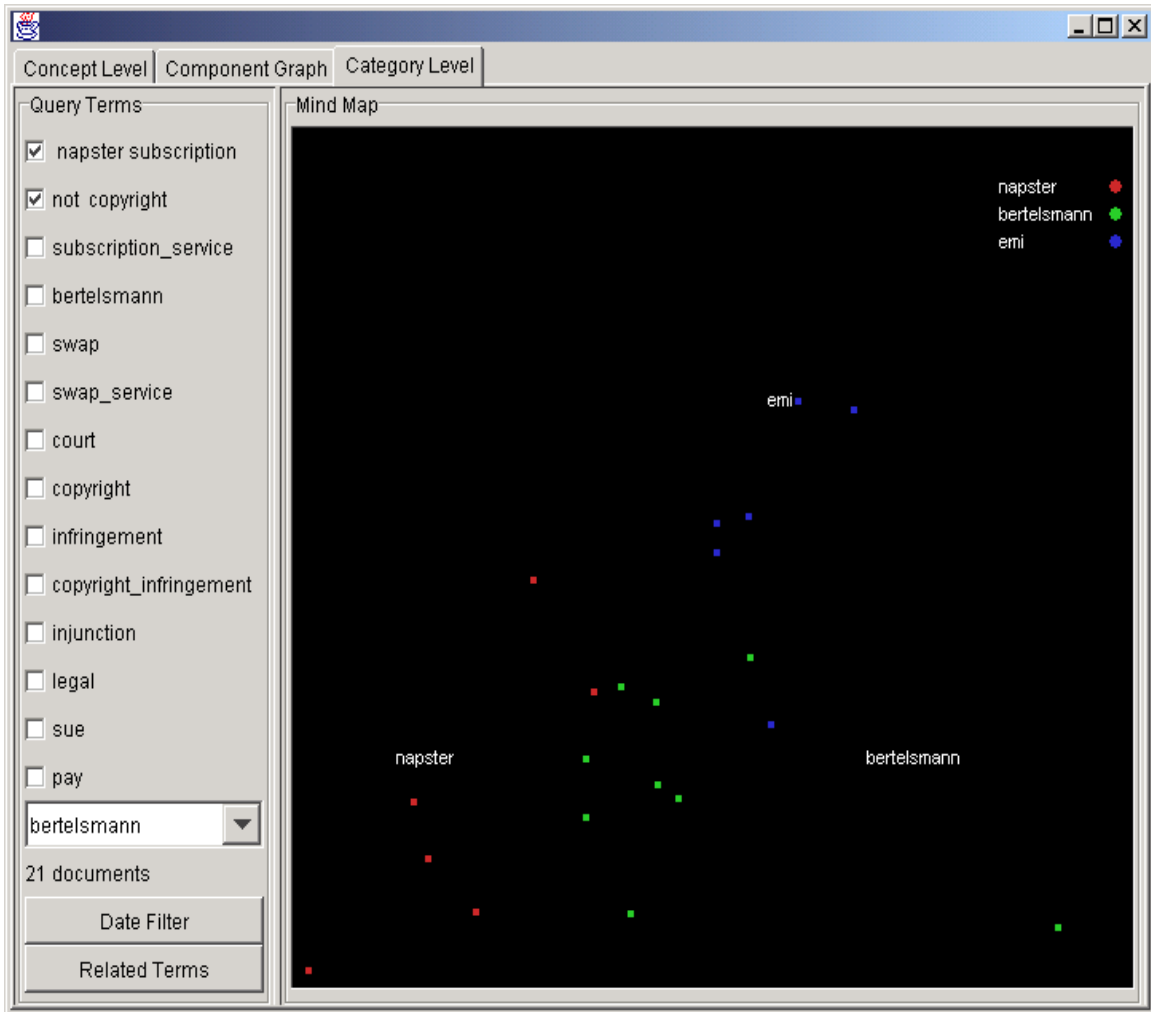 Concept Level Component Graph Category Level
Query Terms
napster subscription
not copyright
subscription_service
bertelsmann
swap
swap_service
court
copyright
infringement
copyright_infringement
injunction
legal
sue
pay
bertelsmann
21 documents
Date Filter
Related Terms
Mind Map
napster
bertelsmann
emi
emi
napster
bertelsmann